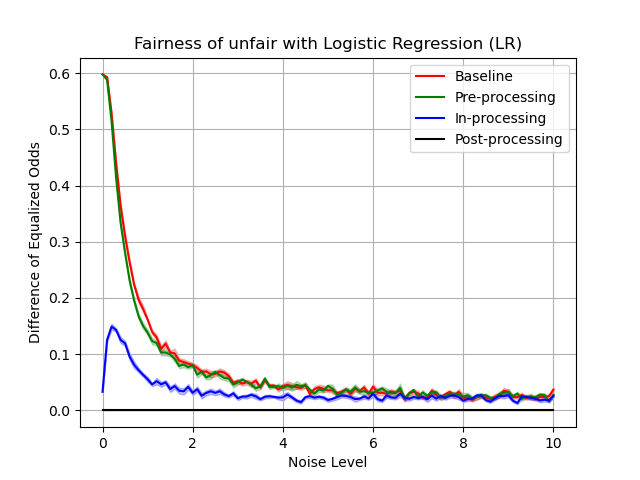 Fairness of unfair with Logistic Regression (LR)
Baseline
Pre-processing
In-processing
Post-processing
Difference of Equalized Odds
0.6
0.5
0.4
0.3
0.2
0.1
0.0
0
2
4
6
8
10
Noise Level